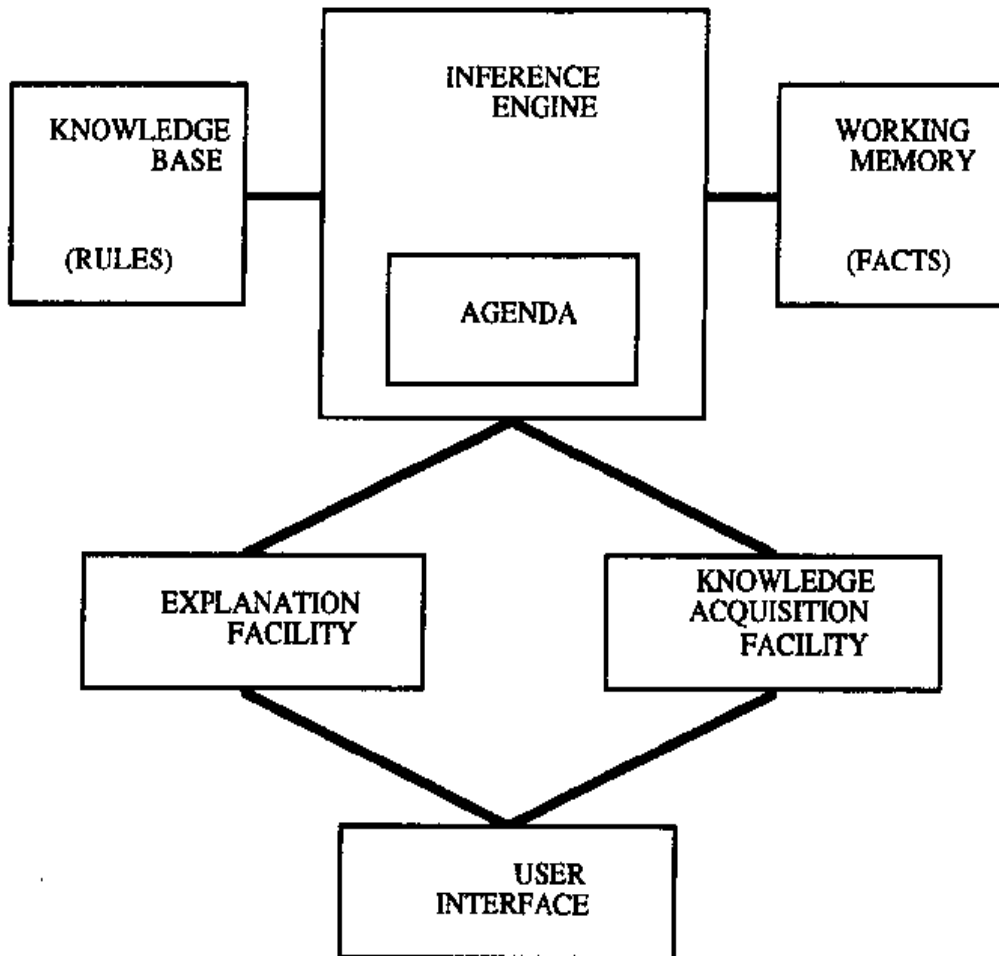 INFERENCE
ENGINE
KNOWLEDGE
BASE
(RULES)
WORKING
MEMORY
(FACTS)
AGENDA
EXPLANATION
FACILITY
KNOWLEDGE
ACQUISITION
FACILITY
USER
INTERFACE